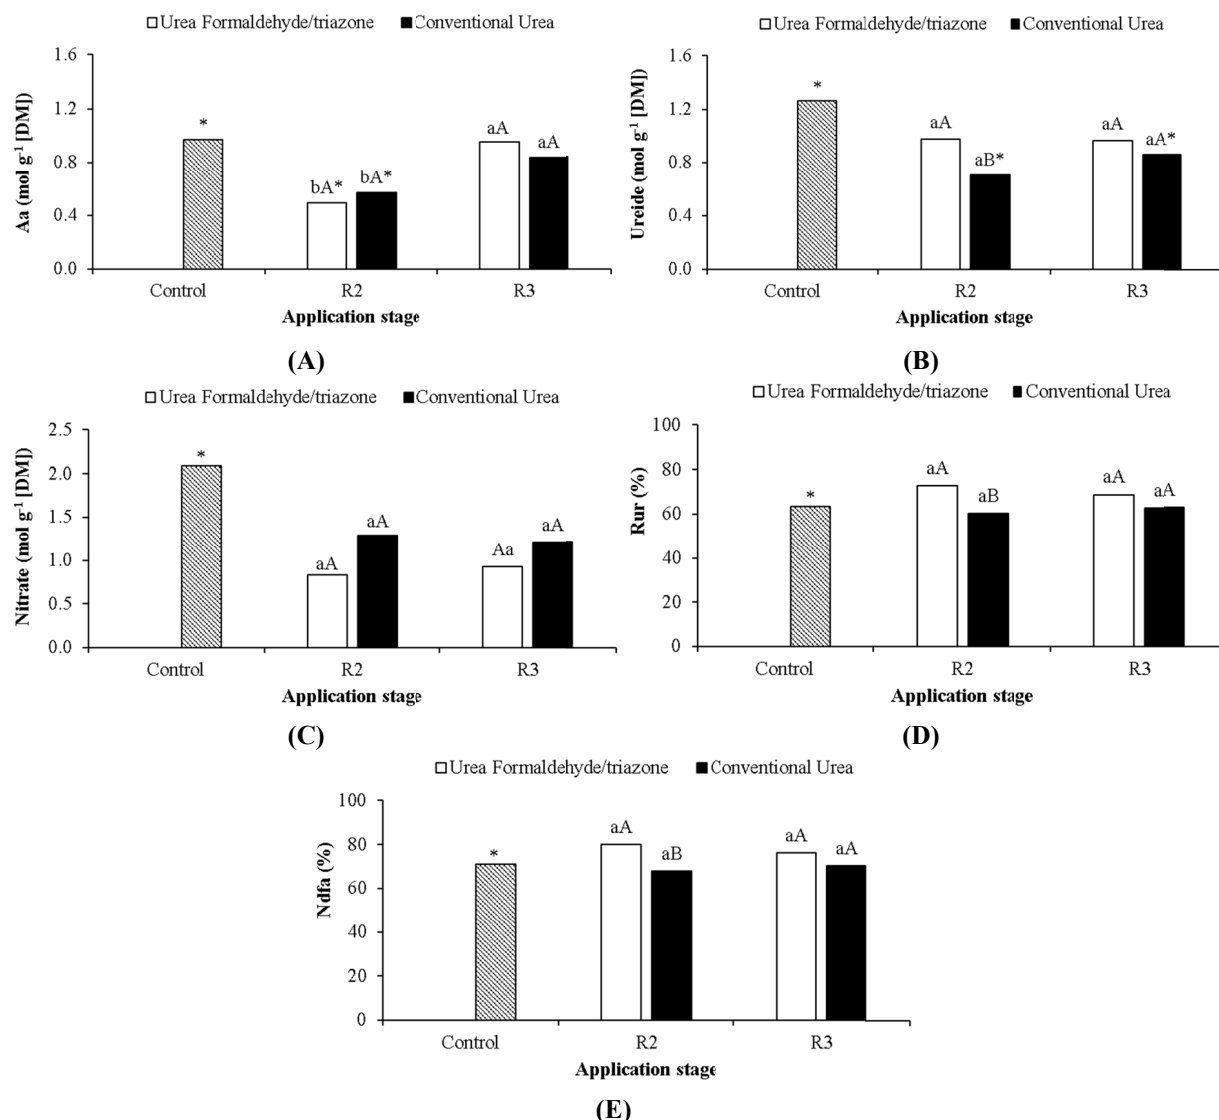 □Urea Formaldehyde/triazone ■Conventional Urea
1.6
1.2
0.8
0.4
0.0
Aa (mol g⁻¹ [DM])
*
bA*
bA*
aA
aA
Control R2 R3
Application stage
(A)
□Urea Formaldehyde/triazone ■Conventional Urea
1.6
1.2
0.8
0.4
0.0
Ureide (mol g⁻¹ [DM])
*
aA
aB*
aA
aA*
Control R2 R3
Application stage
(B)
□Urea Formaldehyde/triazone ■Conventional Urea
2.5
2.0
1.5
1.0
0.5
0.0
Nitrate (mol g⁻¹ [DM])
*
aA
aA
Aa
aA
Control R2 R3
Application stage
(C)
□Urea Formaldehyde/triazone ■Conventional Urea
100
80
60
40
20
0
Rur (%)
*
aA
aB
aA
aA
Control R2 R3
Application stage
(D)
□Urea Formaldehyde/triazone ■Conventional Urea
100
80
60
40
20
0
Ndfa (%)
*
aA
aB
aA
aA
Control R2 R3
Application stage
(E)